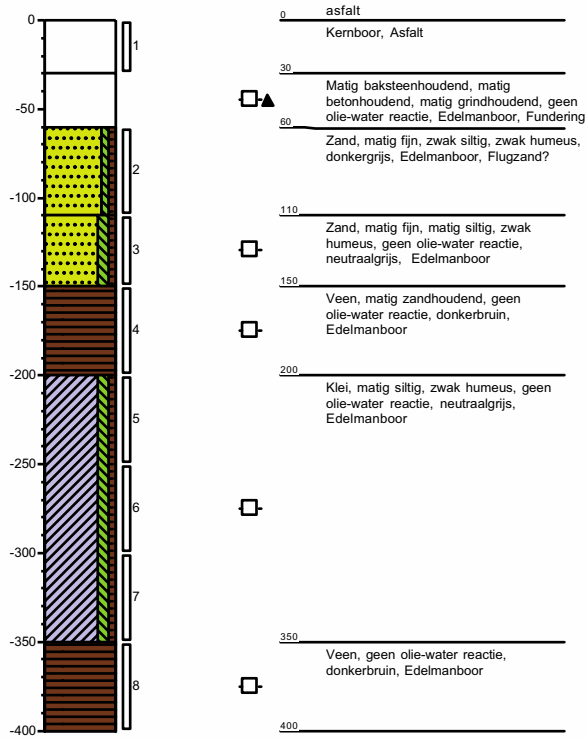 asfalt
0
0
Kernboor, Asfalt
1
30
Matig baksteenhoudend, matig
betonhoudend, matig grindhoudend, geen
olie-water reactie, Edelmanboor, Fundering
-50
60
Zand, matig fijn, zwak siltig, zwak humeus,
donkergrijs, Edelmanboor, Flugzand?
2
-100
110
Zand, matig fijn, matig siltig, zwak
humeus, geen olie-water reactie,
neutraalgrijs, Edelmanboor
3
-150
150
Veen, matig zandhoudend, geen
olie-water reactie, donkerbruin,
Edelmanboor
4
-200
200
Klei, matig siltig, zwak humeus, geen
olie-water reactie, neutraalgrijs,
Edelmanboor
5
-250
6
-300
7
-350
350
Veen, geen olie-water reactie,
donkerbruin, Edelmanboor
8
-400
400